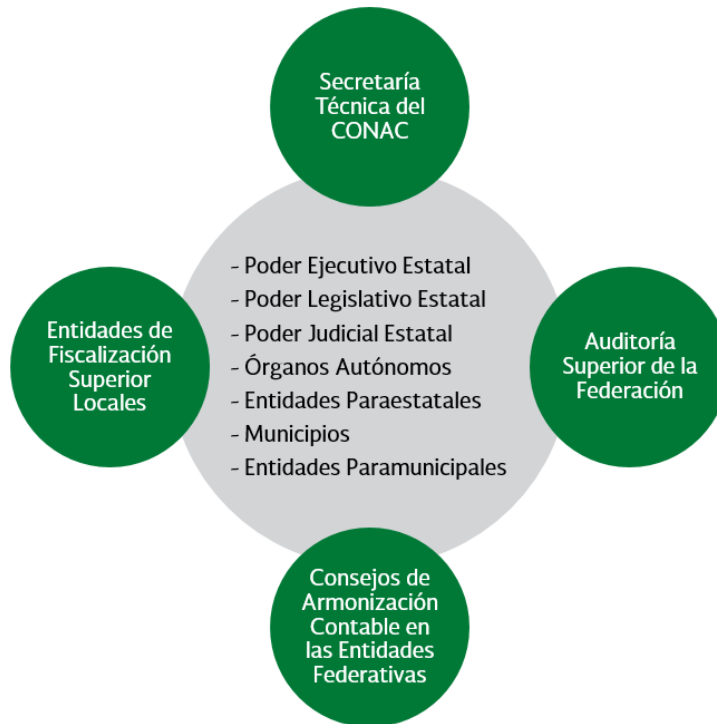 Secretaría
Técnica del
CONAC
- Poder Ejecutivo Estatal
- Poder Legislativo Estatal
- Poder Judicial Estatal
- Órganos Autónomos
- Entidades Paraestatales
- Municipios
- Entidades Paramunicipales
Entidades de
Fiscalización
Superior
Locales
Auditoría
Superior de la
Federación
Consejos de
Armonización
Contable en
las Entidades
Federativas